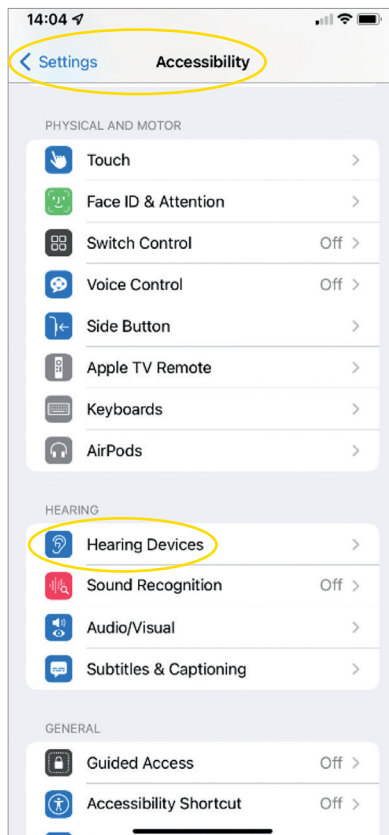 14:04
Settings Accessibility
PHYSICAL AND MOTOR
Touch
Face ID & Attention
Switch Control Off
Voice Control Off
Side Button
Apple TV Remote
Keyboards
AirPods
HEARING
Hearing Devices
Sound Recognition Off
Audio/Visual
Subtitles & Captioning
GENERAL
Guided Access Off
Accessibility Shortcut Off